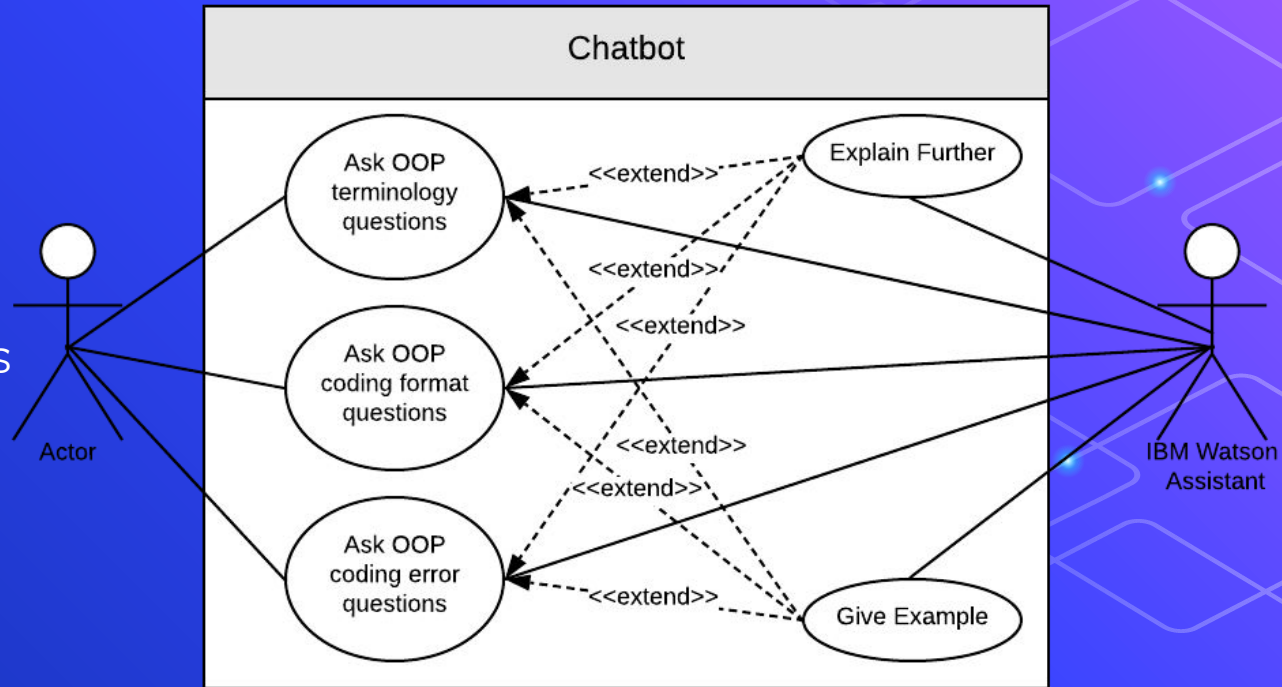 Chatbot
Ask OOP
terminology
questions
<<extend>>
Explain Further
<<extend>>
<<extend>>
s
Ask OOP
coding format
questions
Actor
<<extend>>
<<extend>>
IBM Watson
Assistant
Ask OOP
coding error
questions
<<extend>>
Give Example